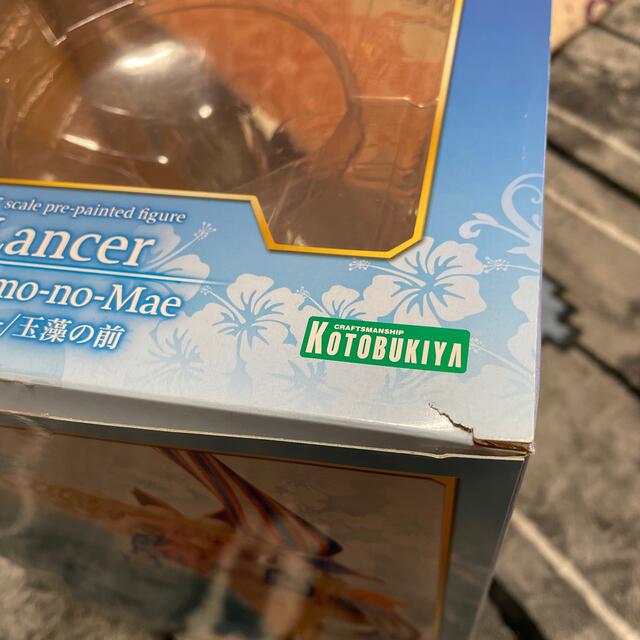 scale pre-painted figure
Lancer
mo-no-Mae
/玉藻の前
CRAFTSMANSHIP
KOTOBUKIYA